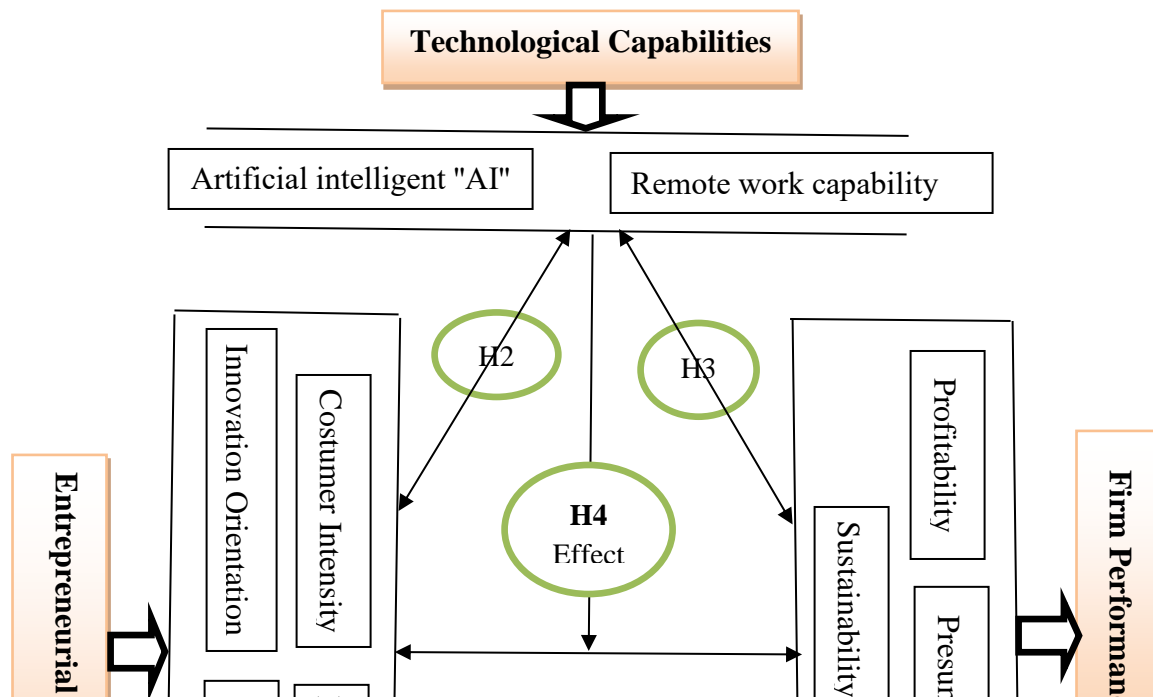 Technological Capabilities
Artificial intelligent "AI"
Remote work capability
H2
H3
Innovation Orientation
Costumer Intensity
Profitability
Entrepreneurial
H4
Effect
Sustainability
Firm